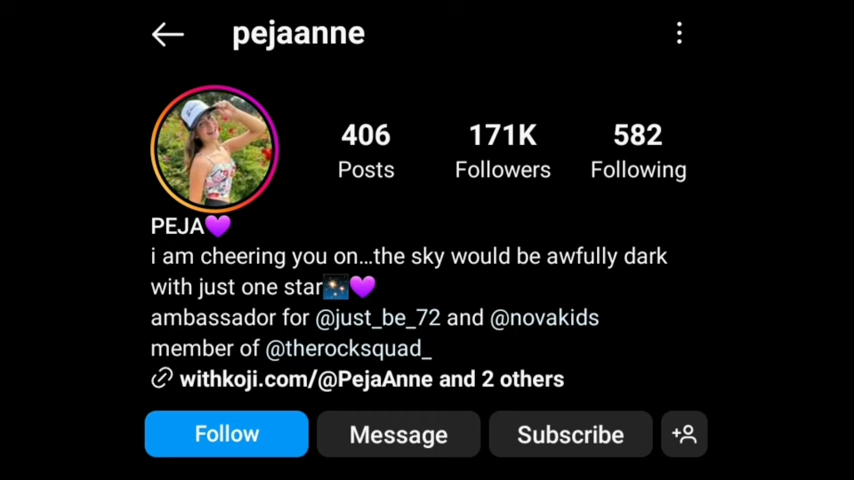 pejaanne
406 171K 582
Posts Followers Following
PEJA💜
i am cheering you on...the sky would be awfully dark
with just one star🎇💜
ambassador for @just_be_72 and @novakids
member of @therocksquad_
withkoji.com/@PejaAnne and 2 others
Follow Message Subscribe